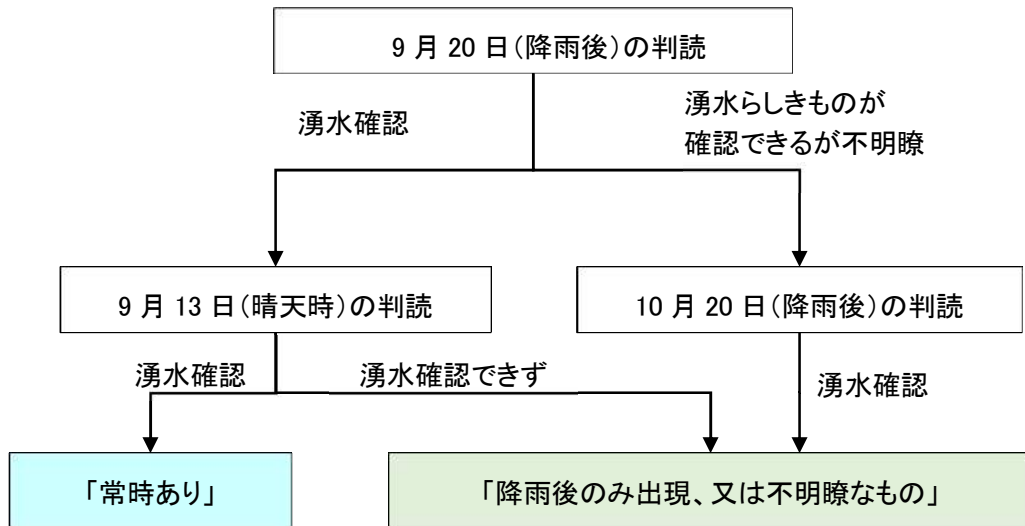 9 月 20 日（降雨後）の判読
湧水確認
湧水らしきものが
確認できるが不明瞭
9 月 13 日（晴天時）の判読
10 月 20 日（降雨後）の判読
湧水確認
湧水確認できず
湧水確認
「常時あり」
「降雨後のみ出現、又は不明瞭なもの」